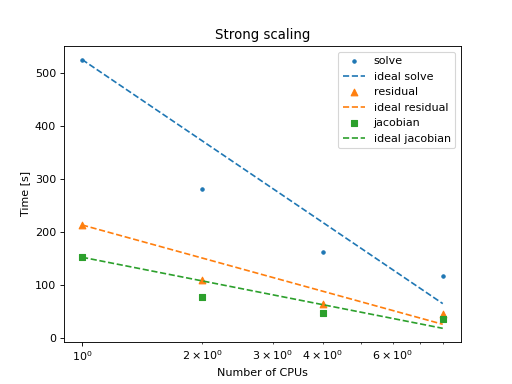 Strong scaling
solve
ideal solve
residual
ideal residual
jacobian
ideal jacobian
Time [s]
500
400
300
200
100
0
10⁰ 2 × 10⁰ 3 × 10⁰ 4 × 10⁰ 6 × 10⁰
Number of CPUs